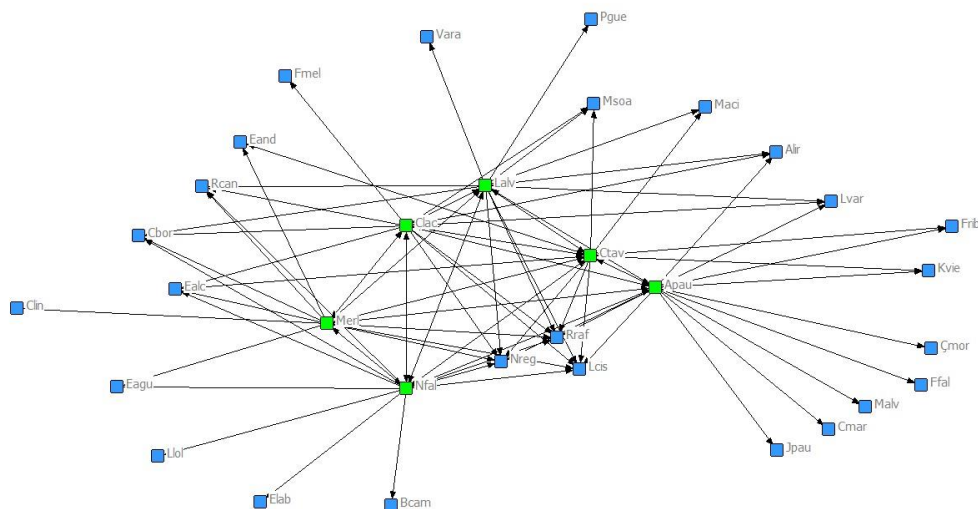 Pgue
Vara
Fmel
Msoa
Maci
Eand
Alir
Rcan
Lalv
Lvar
Clac
Frib
Cbor
Ctav
Kvie
Ealc
Apau
Clin
Merl
Rraf
Çmor
Nreg
Lcis
Eagu
Nfal
Ffal
Malv
Cmar
Jpau
Llol
Elab
Bcam